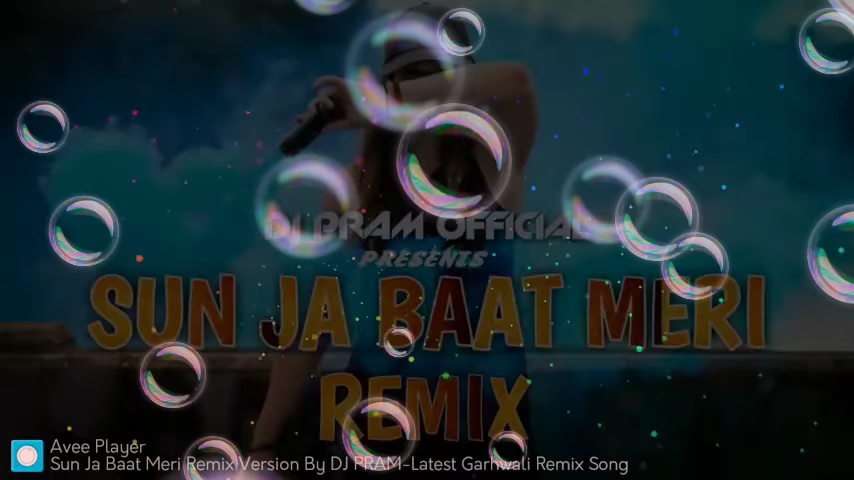 DJ PRAM OFFICIAL
PRESENTS
SUN JA BAAT MERI
REMIX
Avee Player
Sun Ja Baat Meri Remix Version By DJ PRAM-Latest Garhwali Remix Song